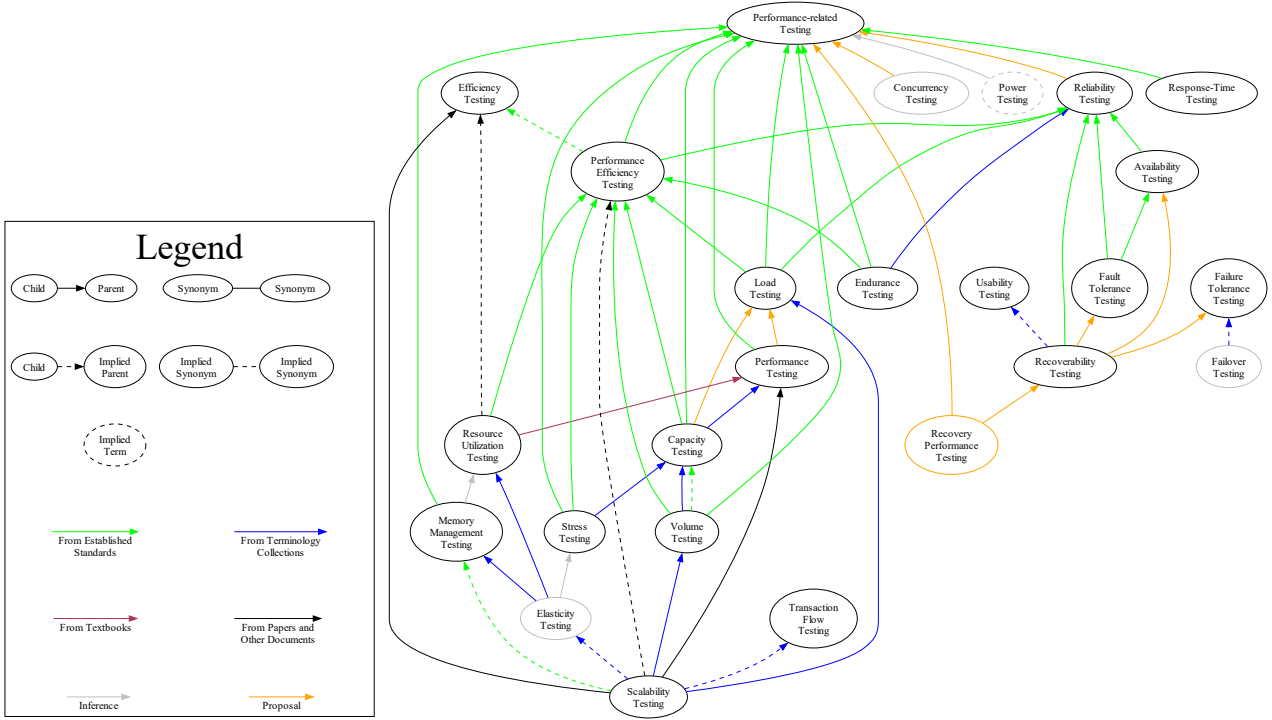 Performance-related
Testing
Efficiency
Testing
Concurrency
Testing
Power
Testing
Reliability
Testing
Response-Time
Testing
Performance
Efficiency
Testing
Availability
Testing
Legend
Child
Parent
Synonym
Synonym
Load
Testing
Endurance
Testing
Usability
Testing
Fault
Tolerance
Testing
Failure
Tolerance
Testing
Child
Implied
Parent
Implied
Synonym
Implied
Synonym
Performance
Testing
Recoverability
Testing
Failover
Testing
Implied
Term
Resource
Utilization
Testing
Capacity
Testing
Recovery
Performance
Testing
From Established
Standards
From Terminology
Collections
Memory
Management
Testing
Stress
Testing
Volume
Testing
From Textbooks
From Papers and
Other Documents
Elasticity
Testing
Transaction
Flow
Testing
Inference
Proposal
Scalability
Testing